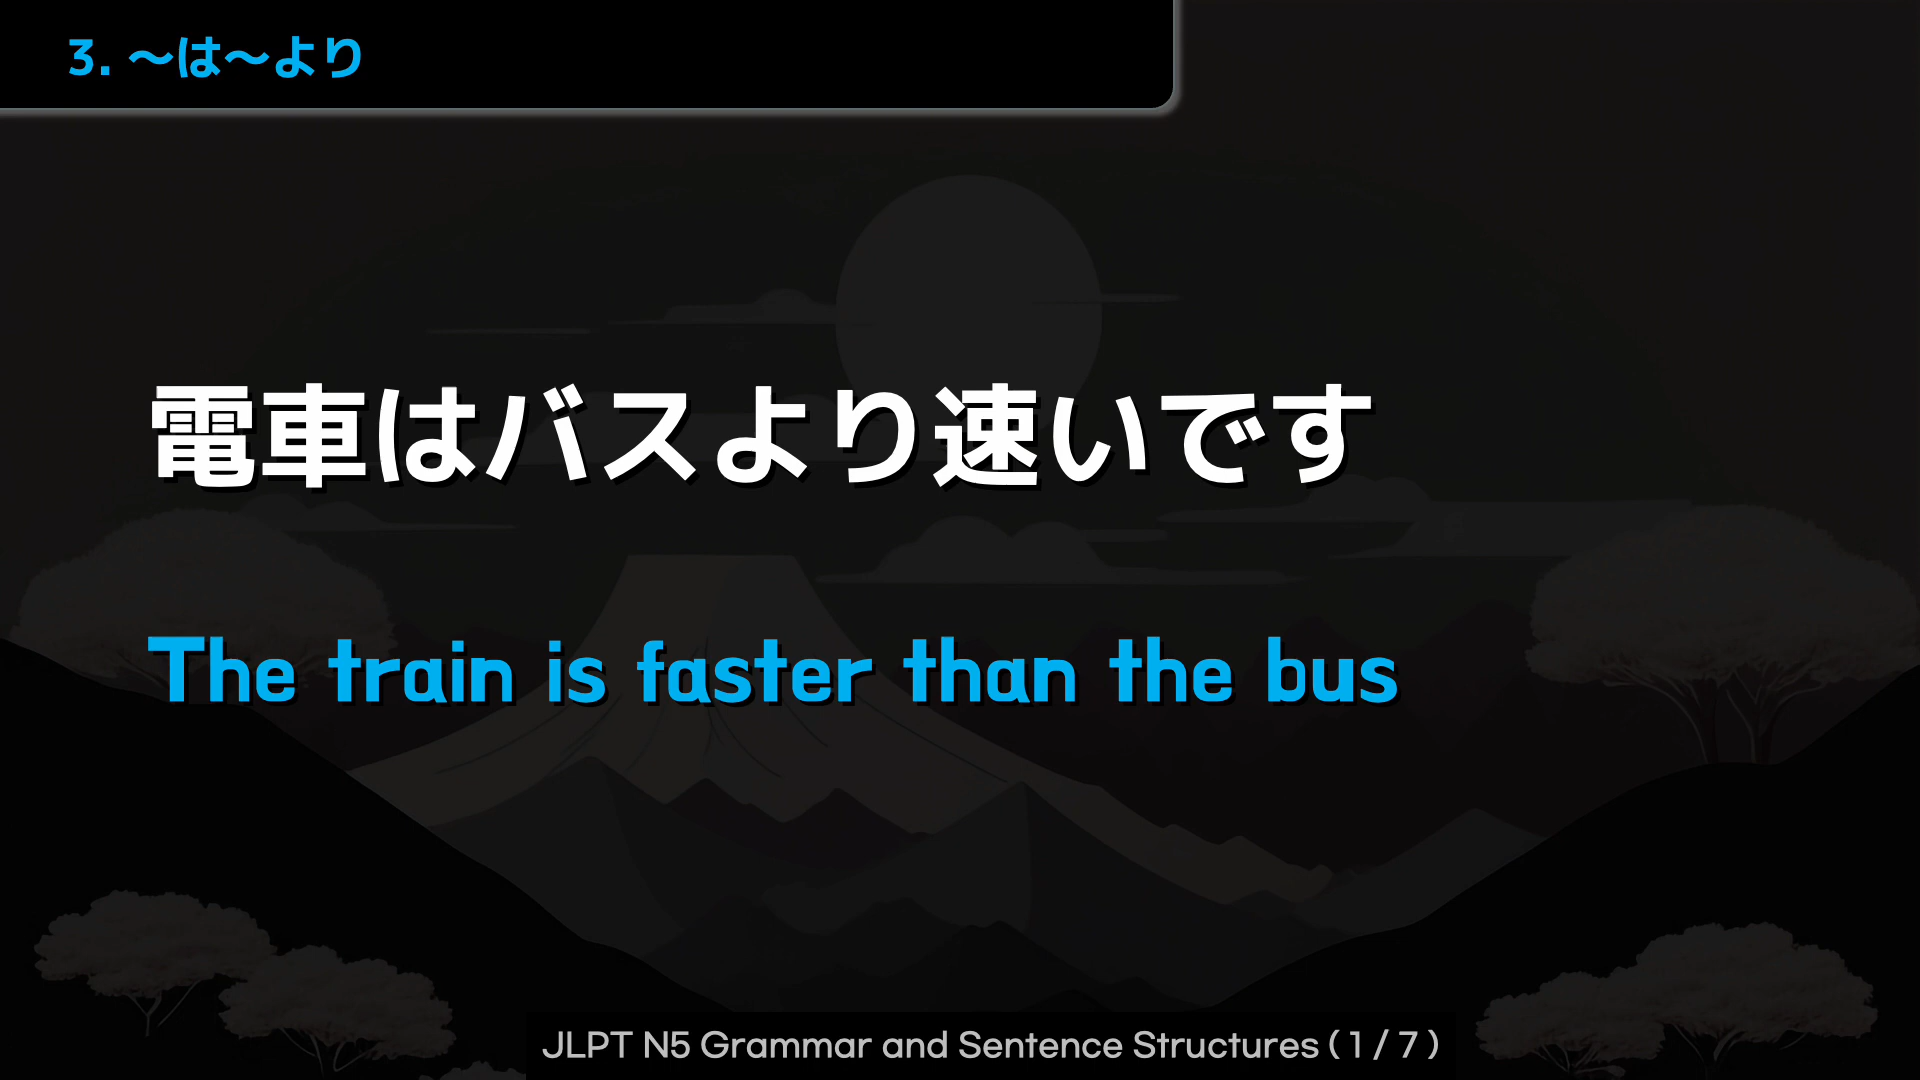 3. ～は～より
電車はバスより速いです
The train is faster than the bus
JLPT N5 Grammar and Sentence Structures ( 1 / 7 )